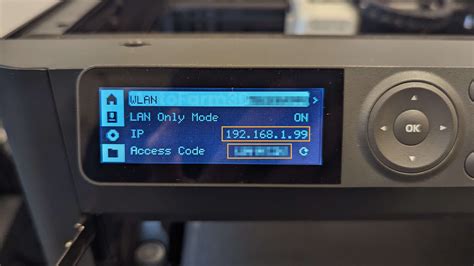 WLAN >
LAN Only Mode ON
IP 192.168.1.99
Access Code
OK